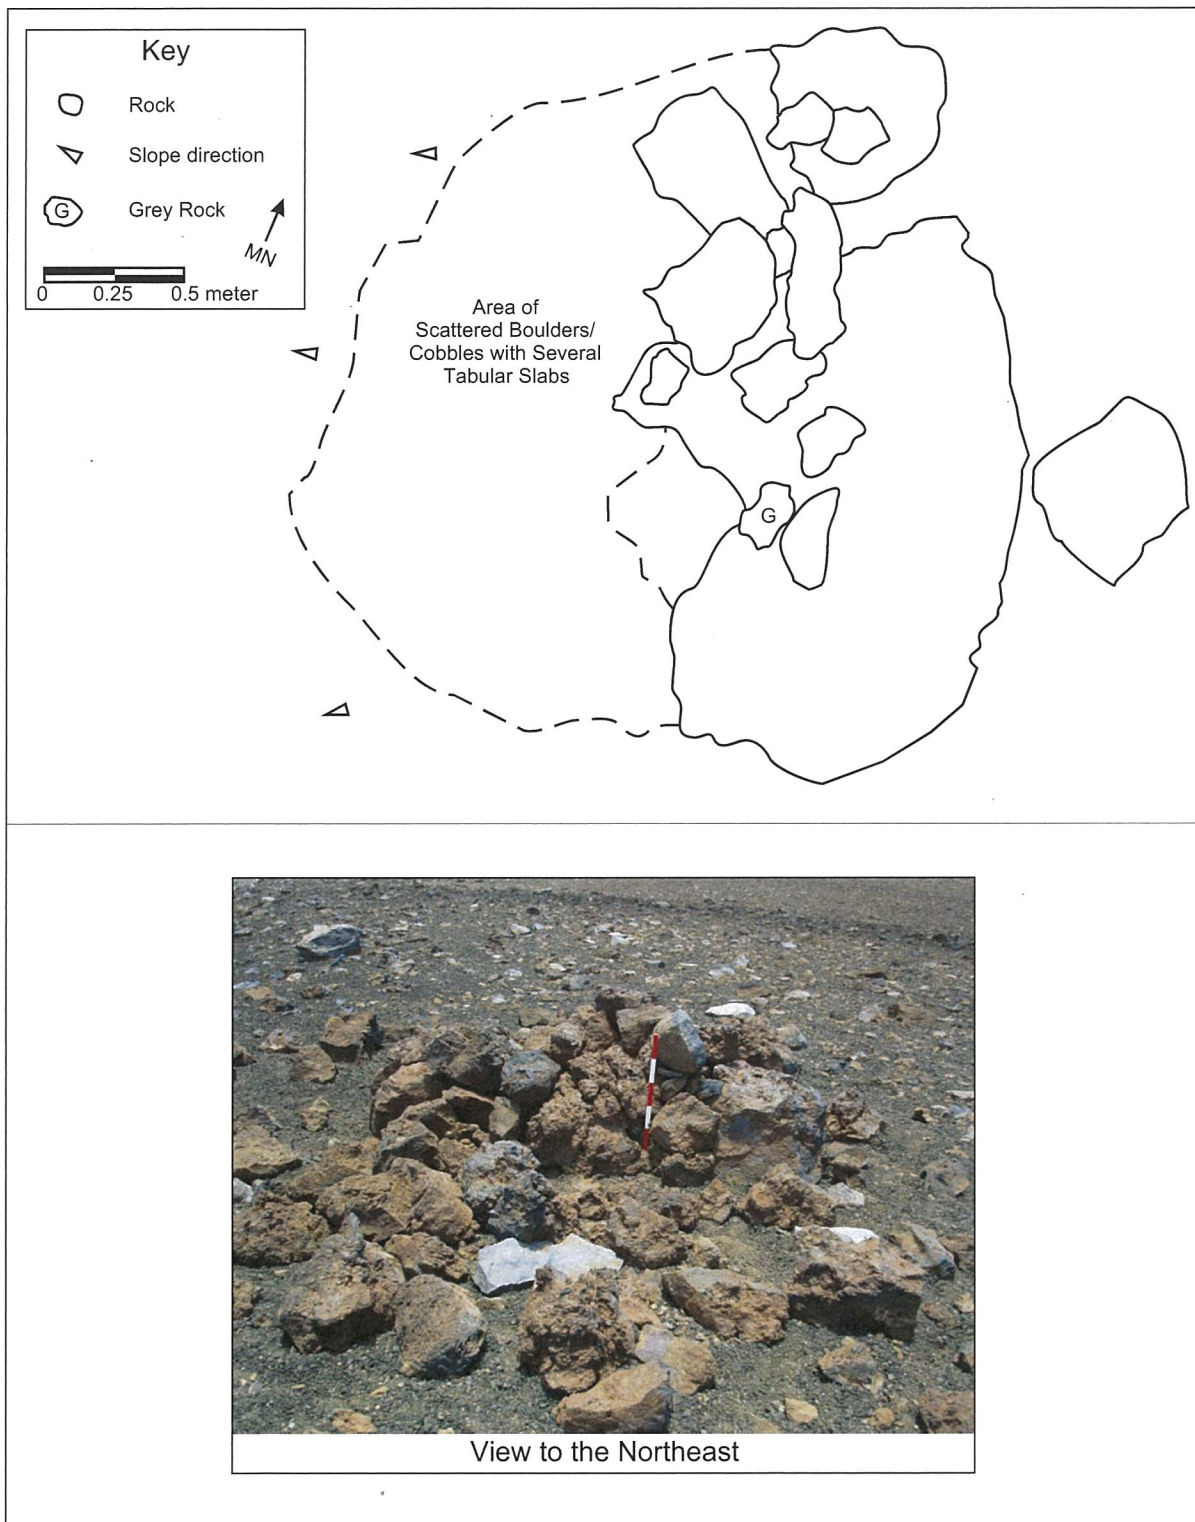 Key
Rock
Slope direction
G
Grey Rock
MN
0 0.25 0.5 meter
Area of
Scattered Boulders/
Cobbles with Several
Tabular Slabs
G
View to the Northeast